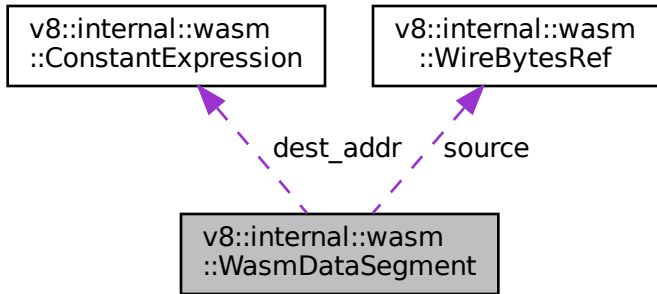 v8::internal::wasm
::ConstantExpression
v8::internal::wasm
::WireBytesRef
dest_addr
source
v8::internal::wasm
::WasmDataSegment